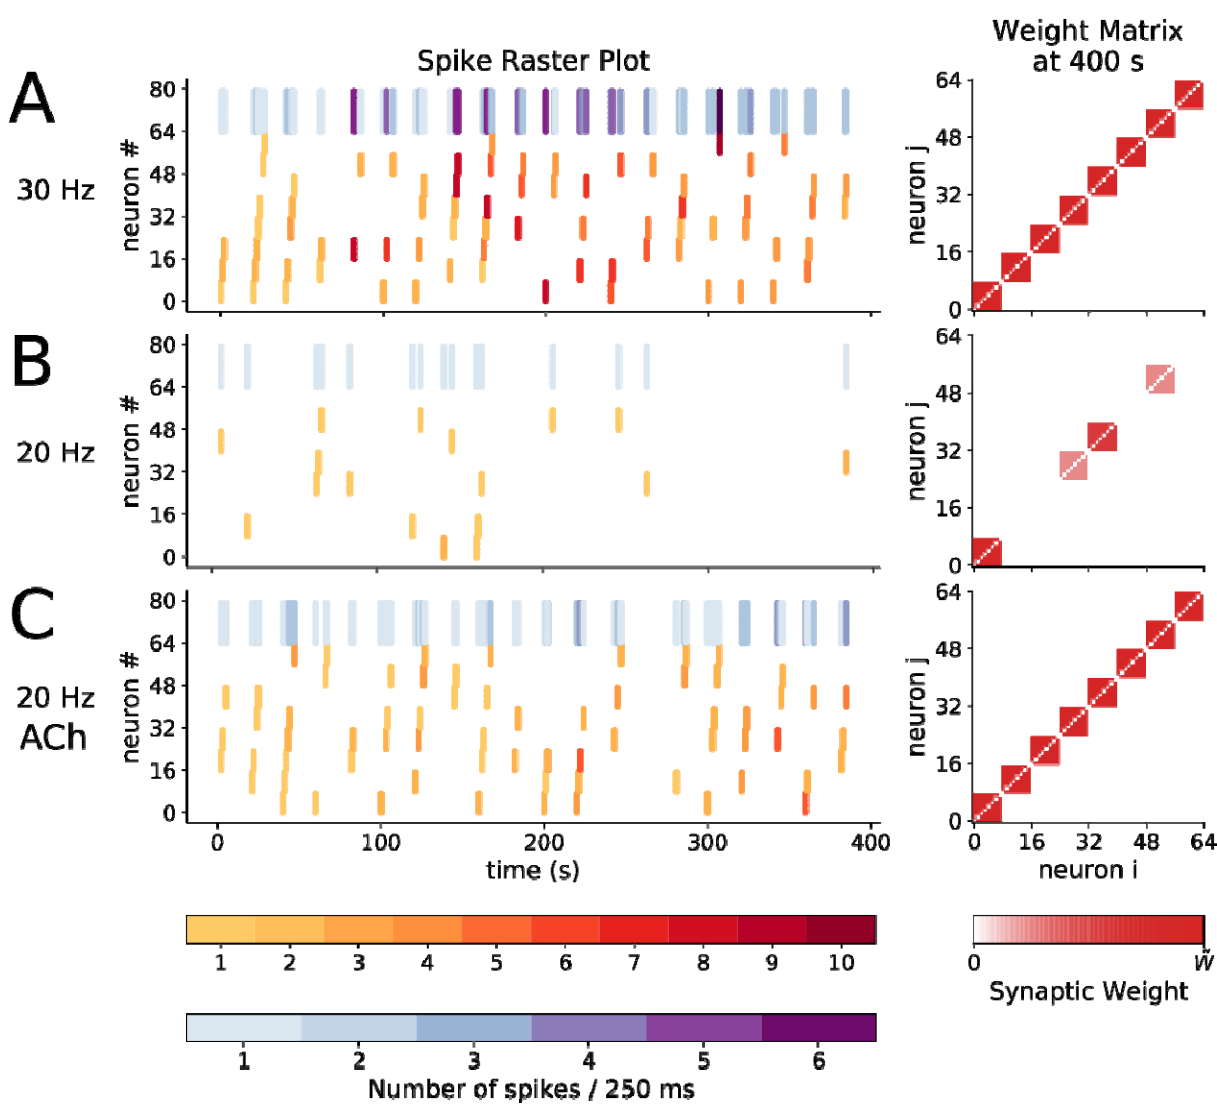 Spike Raster Plot
Weight Matrix
at 400 s
A
30 Hz
neuron #
80
64
48
32
16
0
neuron j
64
48
32
16
0
B
20 Hz
neuron #
80
64
48
32
16
0
neuron j
64
48
32
16
0
C
20 Hz
ACh
neuron #
80
64
48
32
16
0
0 100 200 300 400
time (s)
neuron j
64
48
32
16
0
0 16 32 48 64
neuron i
1 2 3 4 5 6 7 8 9 10
1 2 3 4 5 6
Number of spikes / 250 ms
0 w̃
Synaptic Weight